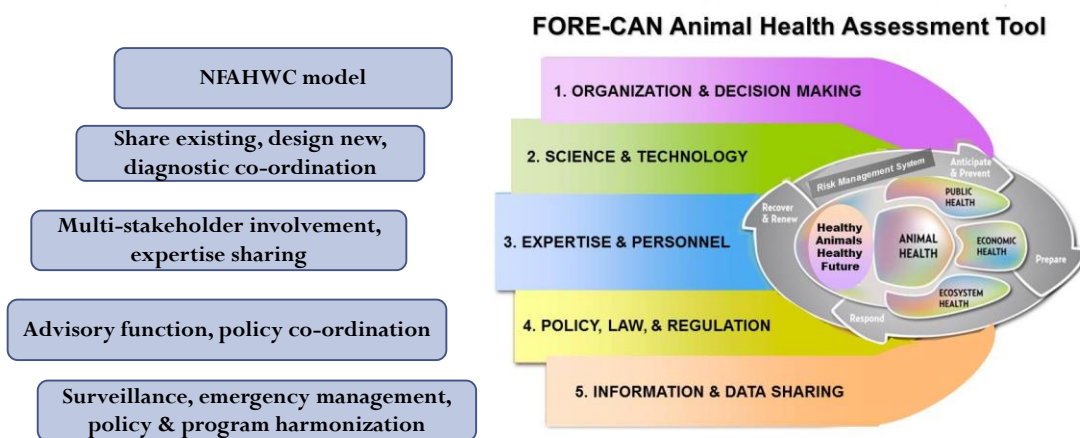 FORE-CAN Animal Health Assessment Tool
NFAHWC model
Share existing, design new,
diagnostic co-ordination
Multi-stakeholder involvement,
expertise sharing
Advisory function, policy co-ordination
Surveillance, emergency management,
policy & program harmonization
1. ORGANIZATION & DECISION MAKING
2. SCIENCE & TECHNOLOGY
3. EXPERTISE & PERSONNEL
4. POLICY, LAW, & REGULATION
5. INFORMATION & DATA SHARING
Risk Management System
Anticipate
& Prevent
Prepare
Respond
Recover
& Renew
Healthy
Animals
Healthy
Future
ANIMAL
HEALTH
PUBLIC
HEALTH
ECONOMIC
HEALTH
ECOSYSTEM
HEALTH